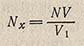 Nₓ = NV / V₁